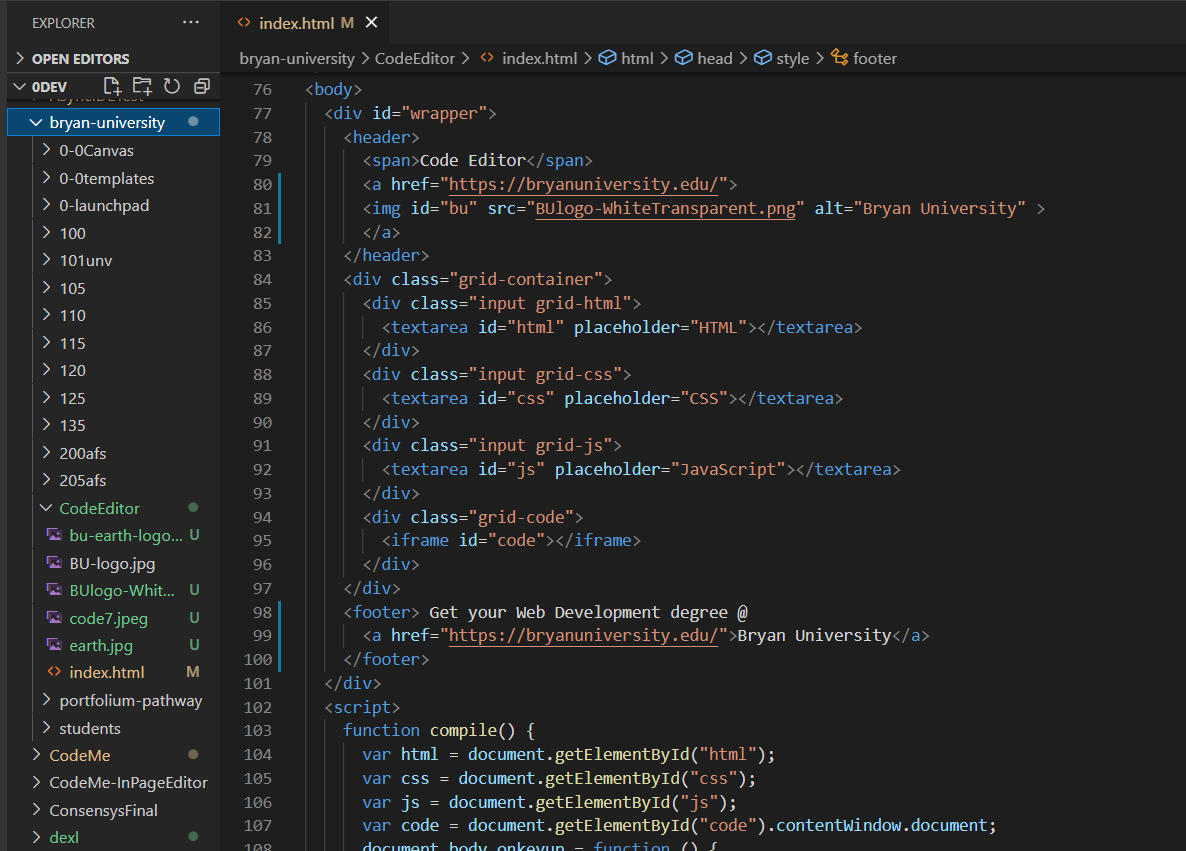 EXPLORER ...
OPEN EDITORS
0DEV
bryan-university
0-0Canvas
0-0templates
0-launchpad
100
101unv
105
110
115
120
125
135
200afs
205afs
CodeEditor
bu-earth-logo... U
BU-logo.jpg
BUlogo-Whit... U
code7.jpeg U
earth.jpg U
index.html M
portfolium-pathway
students
CodeMe
CodeMe-InPageEditor
ConsensysFinal
dexl
index.html M
bryan-university > CodeEditor > index.html > html > head > style > footer
76 <body>
77 <div id="wrapper">
78 <header>
79 <span>Code Editor</span>
80 <a href="https://bryanuniversity.edu/">
81 <img id="bu" src="BUlogo-WhiteTransparent.png" alt="Bryan University" >
82 </a>
83 </header>
84 <div class="grid-container">
85 <div class="input grid-html">
86 <textarea id="html" placeholder="HTML"></textarea>
87 </div>
88 <div class="input grid-css">
89 <textarea id="css" placeholder="CSS"></textarea>
90 </div>
91 <div class="input grid-js">
92 <textarea id="js" placeholder="JavaScript"></textarea>
93 </div>
94 <div class="grid-code">
95 <iframe id="code"></iframe>
96 </div>
97 </div>
98 <footer> Get your Web Development degree @
99 <a href="https://bryanuniversity.edu/">Bryan University</a>
100 </footer>
101 </div>
102 <script>
103 function compile() {
104 var html = document.getElementById("html");
105 var css = document.getElementById("css");
106 var js = document.getElementById("js");
107 var code = document.getElementById("code").contentWindow.document;
108 document.body.onkeyup = function () {